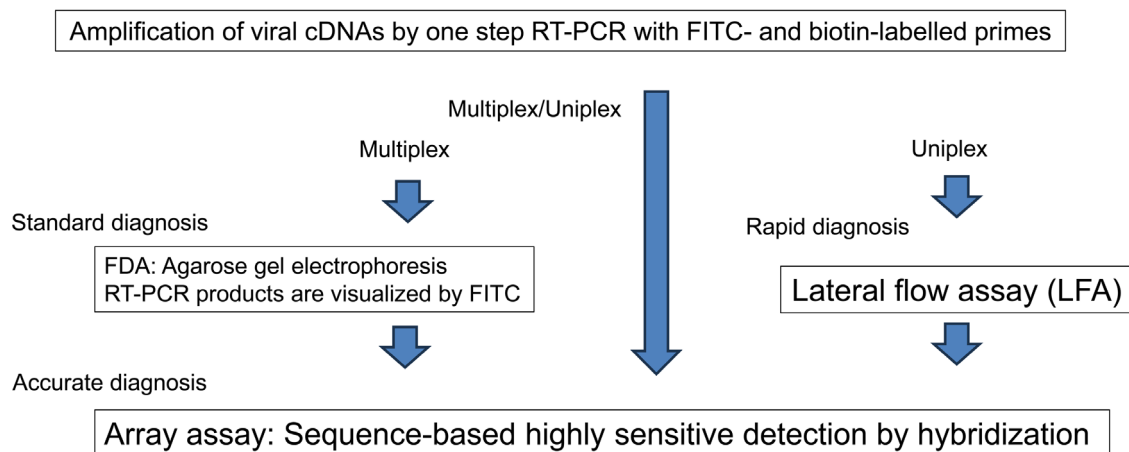 Amplification of viral cDNAs by one step RT-PCR with FITC- and biotin-labelled primes
Multiplex/Uniplex
Multiplex
Uniplex
Standard diagnosis
Rapid diagnosis
FDA: Agarose gel electrophoresis
RT-PCR products are visualized by FITC
Lateral flow assay (LFA)
Accurate diagnosis
Array assay: Sequence-based highly sensitive detection by hybridization